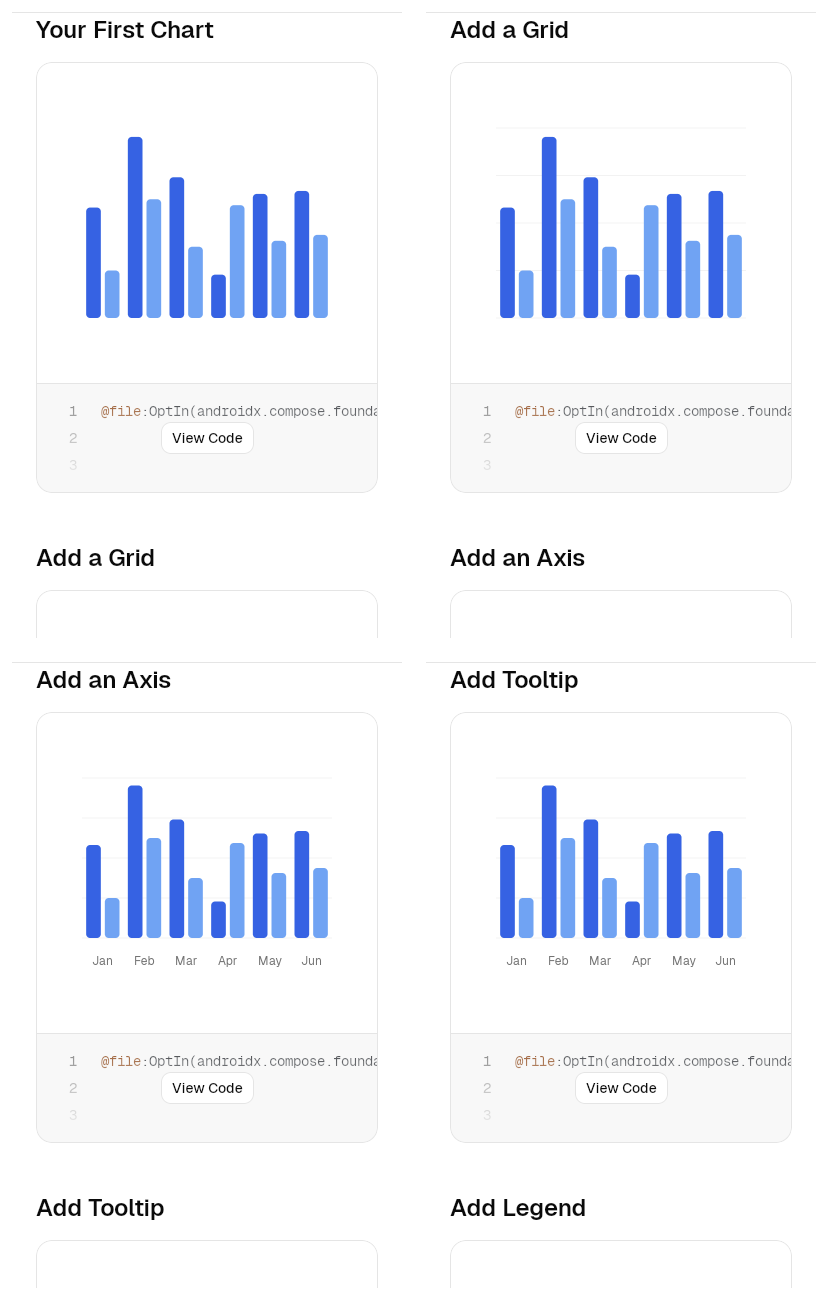 Your First Chart
1 @file:OptIn(androidx.compose.founda
2
View Code
3
Add a Grid
Add a Grid
1 @file:OptIn(androidx.compose.founda
2
View Code
3
Add an Axis
Add an Axis
Jan Feb Mar Apr May Jun
1 @file:OptIn(androidx.compose.founda
2
View Code
3
Add Tooltip
Add Tooltip
Jan Feb Mar Apr May Jun
1 @file:OptIn(androidx.compose.founda
2
View Code
3
Add Legend